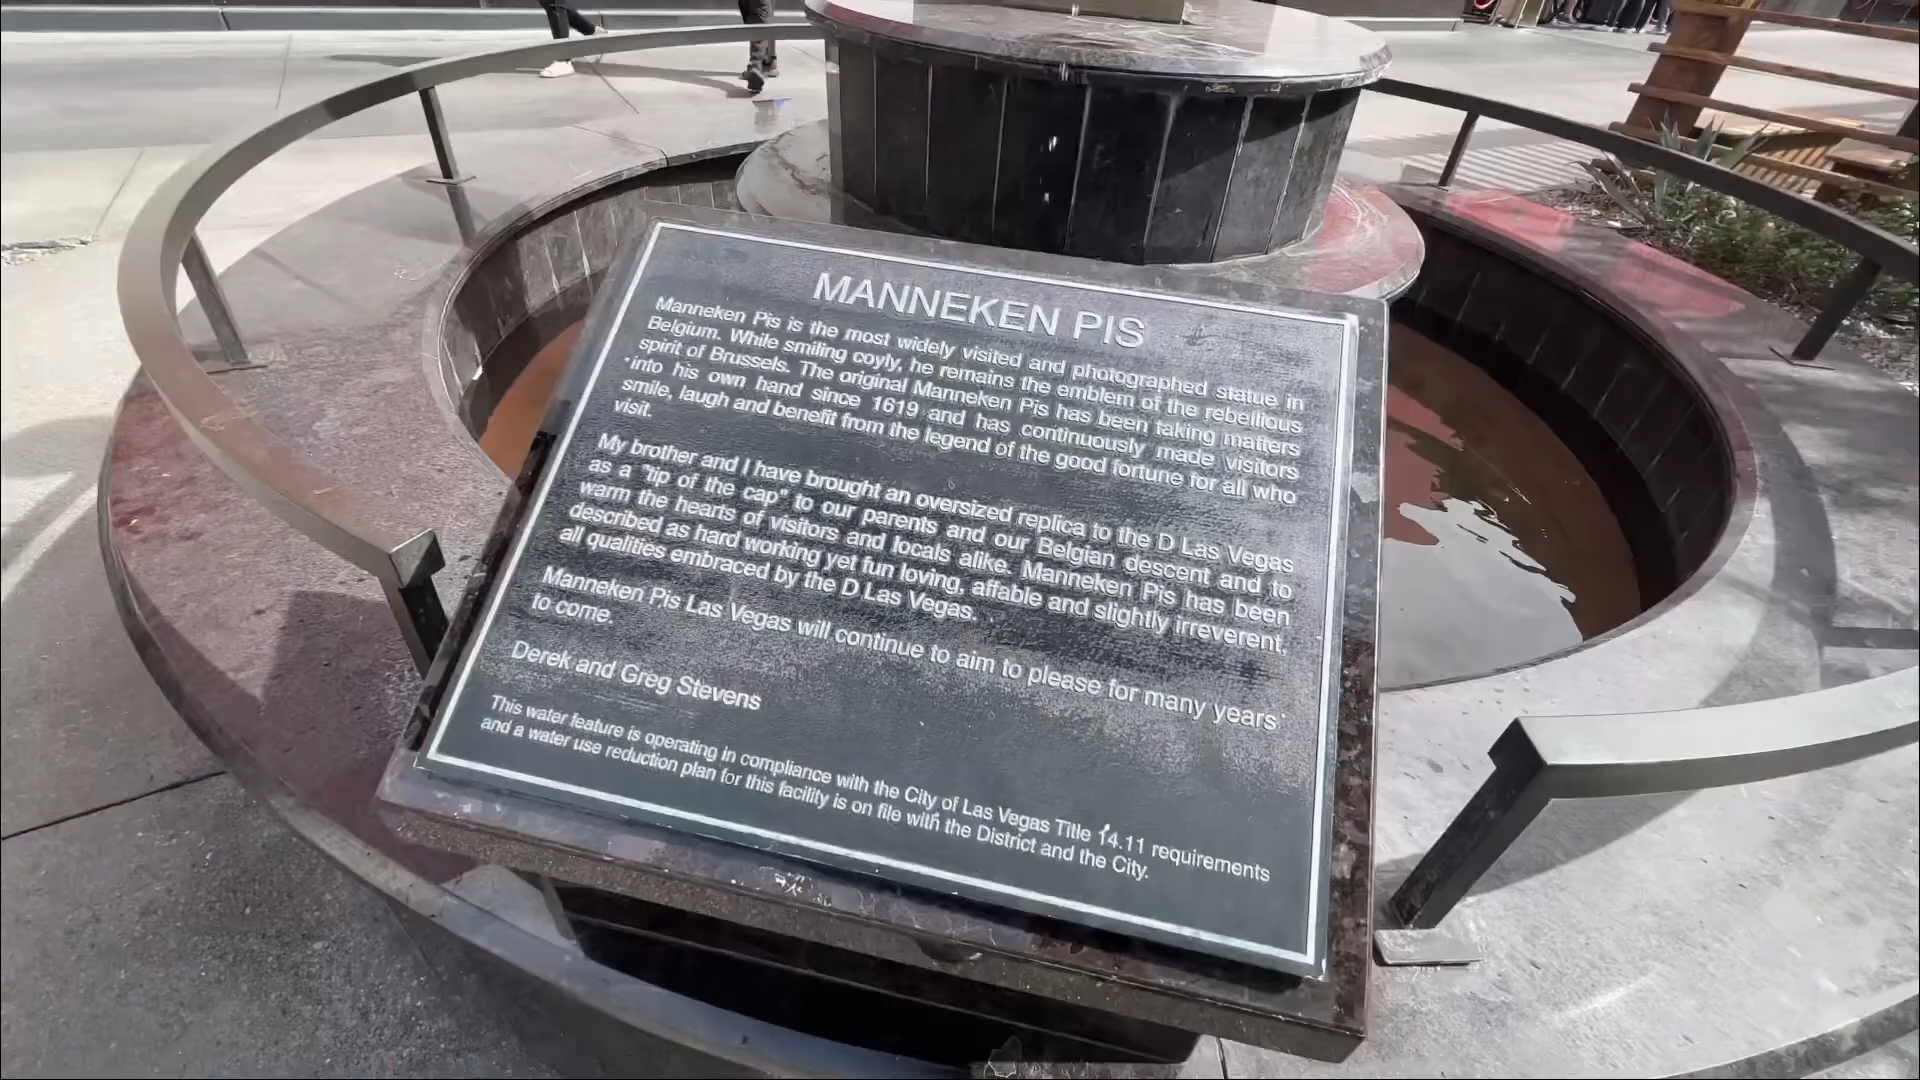 MANNEKEN PIS
Manneken Pis is the most widely visited and photographed statue in
Belgium. While smiling coyly, he remains the emblem of the rebellious
spirit of Brussels. The original Manneken Pis has been taking matters
into his own hand since 1619 and has continuously made visitors
smile, laugh and benefit from the legend of the good fortune for all who
visit.
My brother and I have brought an oversized replica to the D Las Vegas
as a "tip of the cap" to our parents and our Belgian descent and to
warm the hearts of visitors and locals alike. Manneken Pis has been
described as hard working yet fun loving, affable and slightly irreverent,
all qualities embraced by the D Las Vegas.
Manneken Pis Las Vegas will continue to aim to please for many years
to come.
Derek and Greg Stevens
This water feature is operating in compliance with the City of Las Vegas Title 14.11 requirements
and a water use reduction plan for this facility is on file with the District and the City.